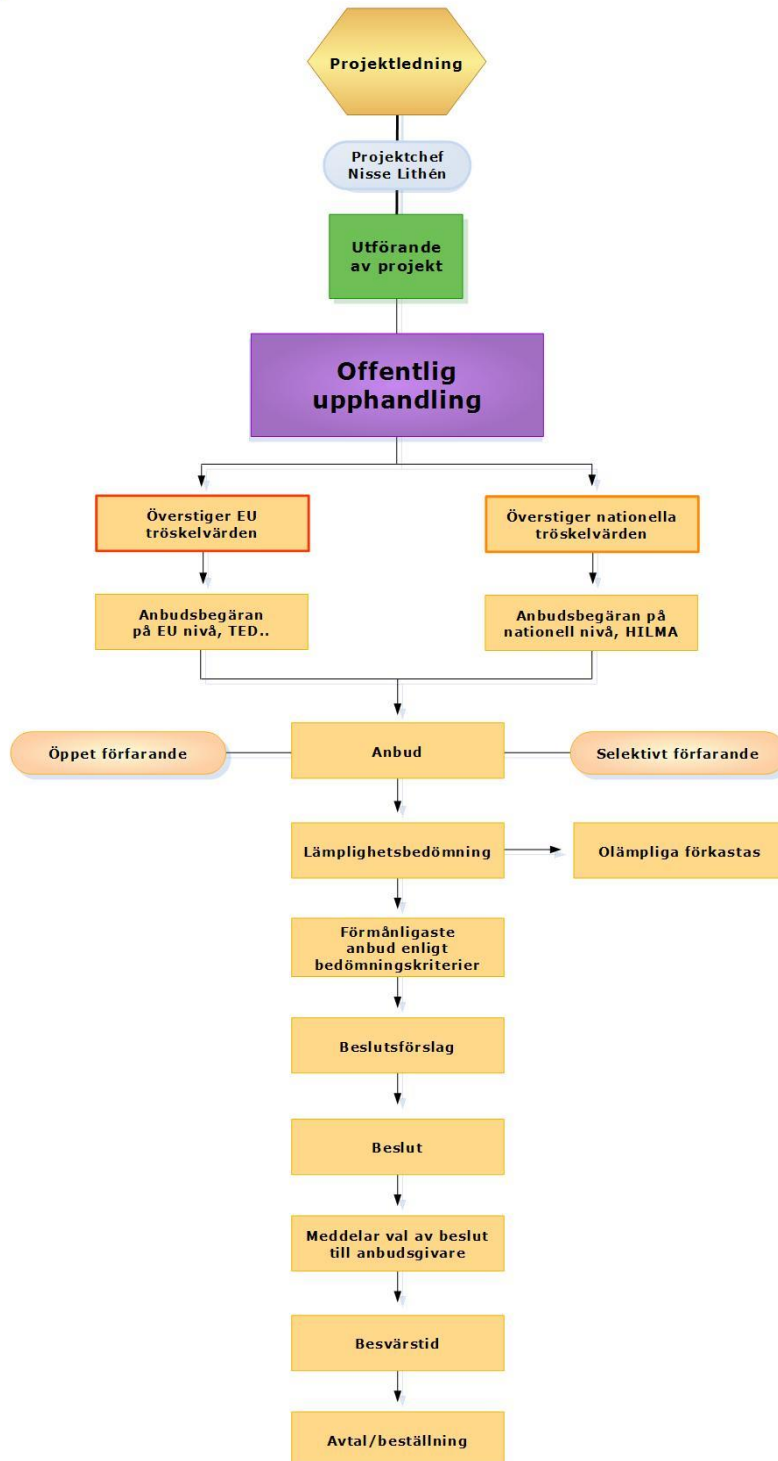 Projektledning
Projektchef
Nisse Lithén
Utförande
av projekt
Offentlig
upphandling
Överstiger EU
tröskelvärden
Överstiger nationella
tröskelvärden
Anbudsbegäran
på EU nivå, TED..
Anbudsbegäran på
nationell nivå, HILMA
Öppet förfarande
Anbud
Selektivt förfarande
Lämplighetsbedömning
Olämpliga förkastas
Förmånligaste
anbud enligt
bedömningskriterier
Beslutsförslag
Beslut
Meddelar val av beslut
till anbudsgivare
Besvärstid
Avtal/beställning